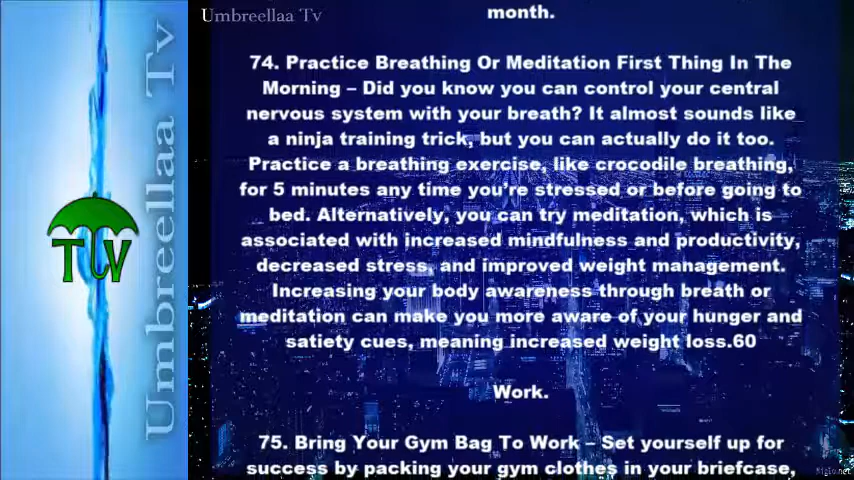 Umbreellaa Tv
month.
74. Practice Breathing Or Meditation First Thing In The
Morning – Did you know you can control your central
nervous system with your breath? It almost sounds like
a ninja training trick, but you can actually do it too.
Practice a breathing exercise, like crocodile breathing,
for 5 minutes any time you're stressed or before going to
bed. Alternatively, you can try meditation, which is
associated with increased mindfulness and productivity,
decreased stress, and improved weight management.
Increasing your body awareness through breath or
meditation can make you more aware of your hunger and
satiety cues, meaning increased weight loss.60
Work.
75. Bring Your Gym Bag To Work – Set yourself up for
success by packing your gym clothes in your briefcase,
Umbreellaa Tv
TV